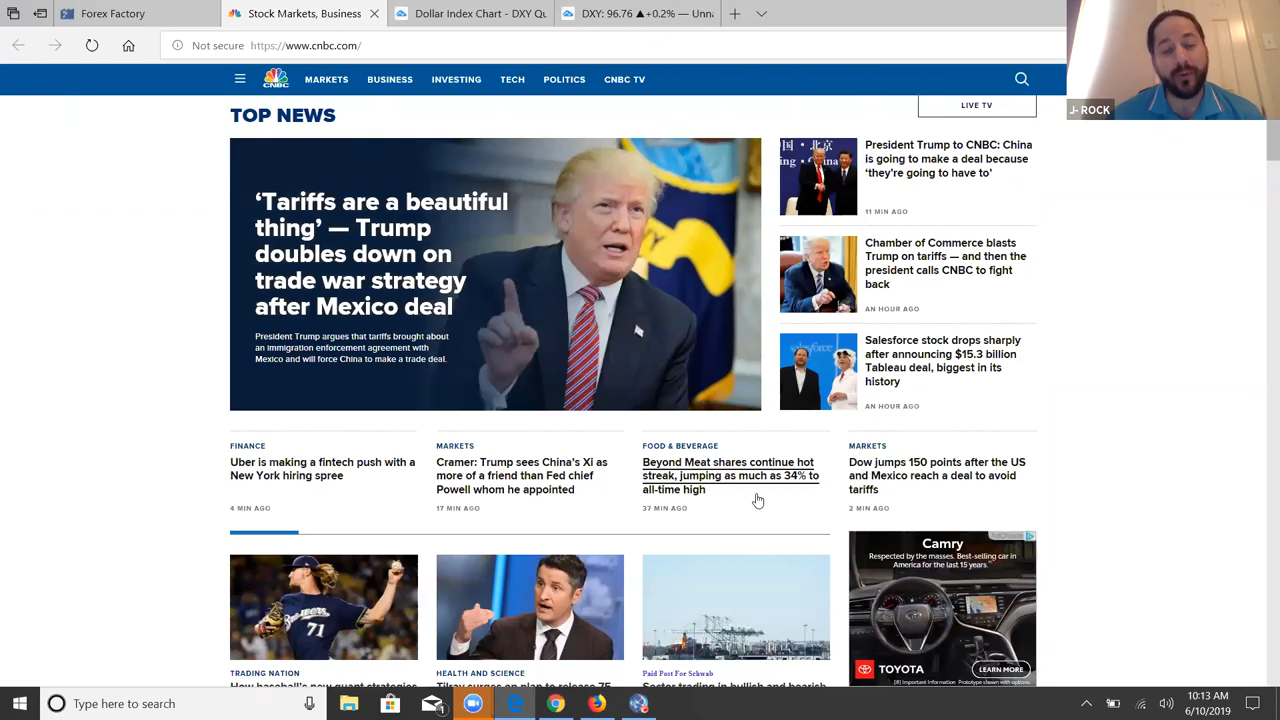 Stock Markets, Business
Dollar Index Chart - DXY Qu
DXY: 96.76 ▲+0.2% — Unn
Not secure https://www.cnbc.com/
J- ROCK
CNBC
MARKETS BUSINESS INVESTING TECH POLITICS CNBC TV
TOP NEWS
LIVE TV
‘Tariffs are a beautiful
thing’ — Trump
doubles down on
trade war strategy
after Mexico deal
President Trump argues that tariffs brought about
an immigration enforcement agreement with
Mexico and will force China to make a trade deal.
President Trump to CNBC: China
is going to make a deal because
‘they’re going to have to’
11 MIN AGO
Chamber of Commerce blasts
Trump on tariffs — and then the
president calls CNBC to fight
back
AN HOUR AGO
Salesforce stock drops sharply
after announcing $15.3 billion
Tableau deal, biggest in its
history
AN HOUR AGO
FINANCE
Uber is making a fintech push with a
New York hiring spree
4 MIN AGO
MARKETS
Cramer: Trump sees China’s Xi as
more of a friend than Fed chief
Powell whom he appointed
17 MIN AGO
FOOD & BEVERAGE
Beyond Meat shares continue hot
streak, jumping as much as 34% to
all-time high
37 MIN AGO
MARKETS
Dow jumps 150 points after the US
and Mexico reach a deal to avoid
tariffs
2 MIN AGO
71
TRADING NATION
HEALTH AND SCIENCE
Paid Post For Schwab
Camry
Respected by the masses. Best-selling car in
America for the last 15 years.
TOYOTA
LEARN MORE
[if] Important Information Prototype shown with options.
Type here to search
10:13 AM
6/10/2019